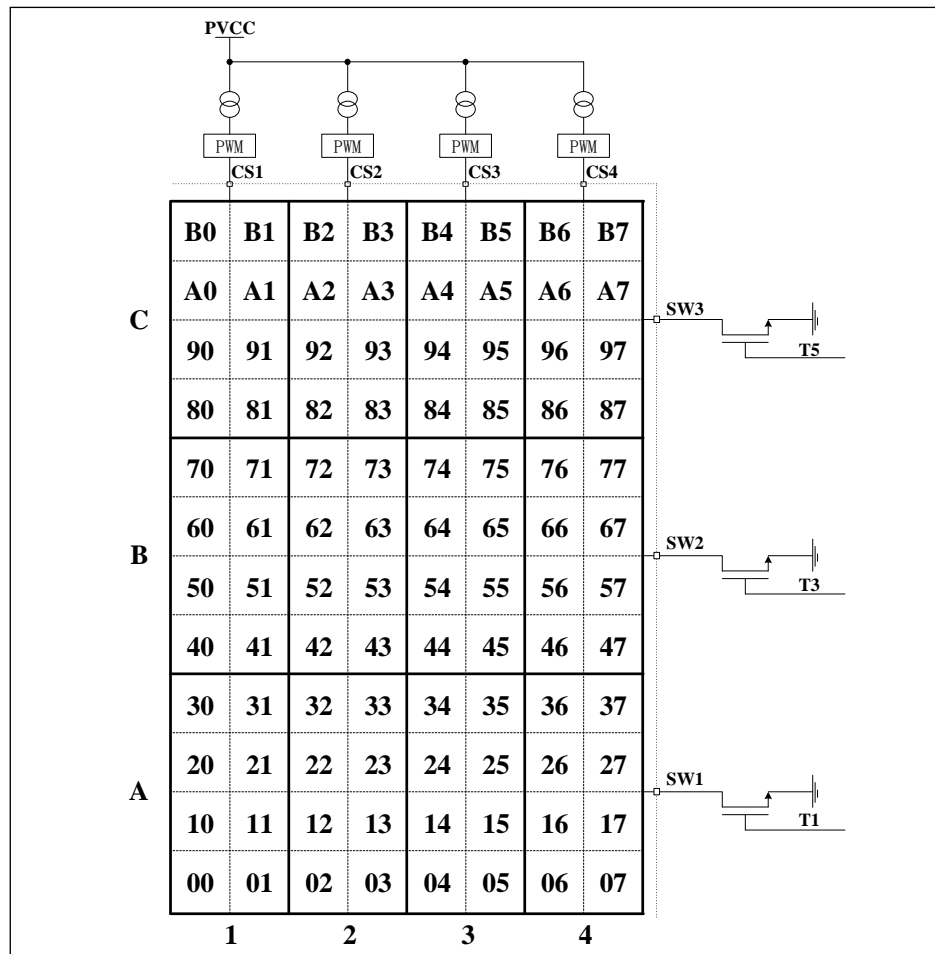 PVCC
PWM PWM PWM PWM
CS1 CS2 CS3 CS4
B0 B1 B2 B3 B4 B5 B6 B7
A0 A1 A2 A3 A4 A5 A6 A7
C SW3
90 91 92 93 94 95 96 97
T5
80 81 82 83 84 85 86 87
70 71 72 73 74 75 76 77
60 61 62 63 64 65 66 67
B SW2
50 51 52 53 54 55 56 57
T3
40 41 42 43 44 45 46 47
30 31 32 33 34 35 36 37
20 21 22 23 24 25 26 27
A SW1
10 11 12 13 14 15 16 17
T1
00 01 02 03 04 05 06 07
1 2 3 4